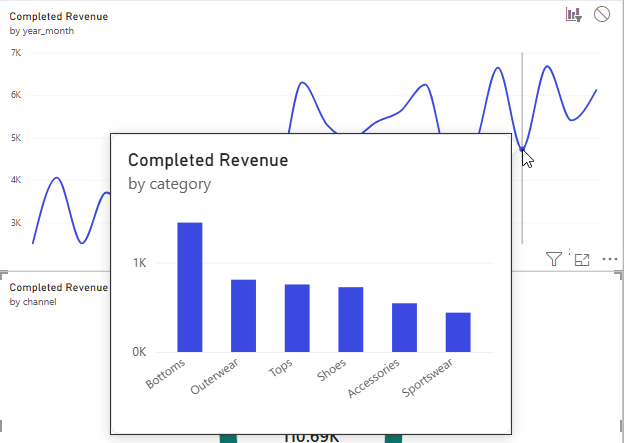 Completed Revenue
by year_month
7K
6K
5K
4K
3K
Completed Revenue
by category
1K
0K
Bottoms
Outerwear
Tops
Shoes
Accessories
Sportswear
Completed Revenue
by channel
110.69K